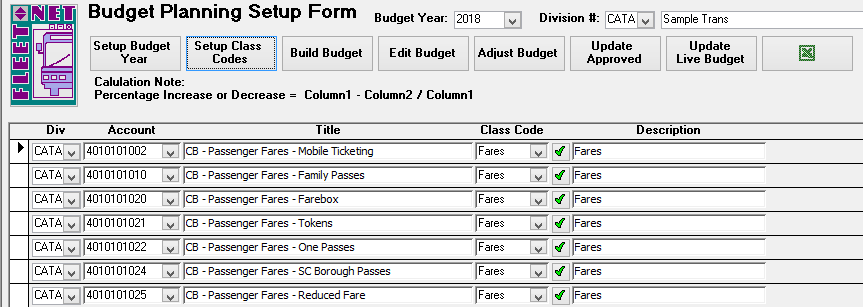 FLEET NET
Budget Planning Setup Form
Budget Year: 2018 Division #: CATA Sample Trans
Setup Budget Year
Setup Class Codes
Build Budget
Edit Budget
Adjust Budget
Update Approved
Update Live Budget
Calulation Note:
Percentage Increase or Decrease = Column1 - Column2 / Column1
Div Account Title Class Code Description
CATA 4010101002 CB - Passenger Fares - Mobile Ticketing Fares Fares
CATA 4010101010 CB - Passenger Fares - Family Passes Fares Fares
CATA 4010101020 CB - Passenger Fares - Farebox Fares Fares
CATA 4010101021 CB - Passenger Fares - Tokens Fares Fares
CATA 4010101022 CB - Passenger Fares - One Passes Fares Fares
CATA 4010101024 CB - Passenger Fares - SC Borough Passes Fares Fares
CATA 4010101025 CB - Passenger Fares - Reduced Fare Fares Fares